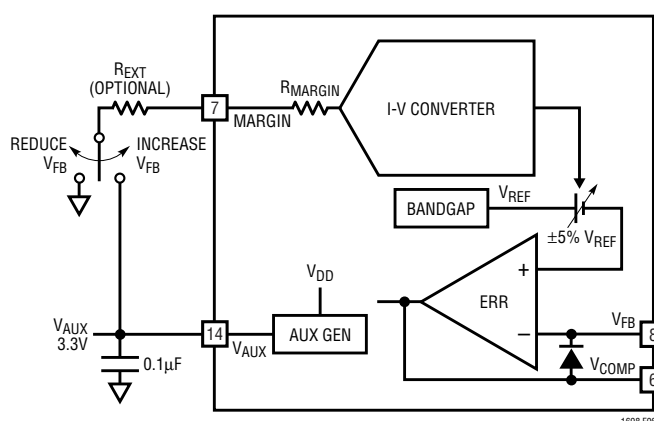 REXT
(OPTIONAL)
7
MARGIN
RMARGIN
I-V CONVERTER
REDUCE
VFB
INCREASE
VFB
BANDGAP
VREF
±5% VREF
VDD
+
ERR
–
VAUX
3.3V
14
VAUX
AUX GEN
0.1µF
VFB
8
VCOMP
6